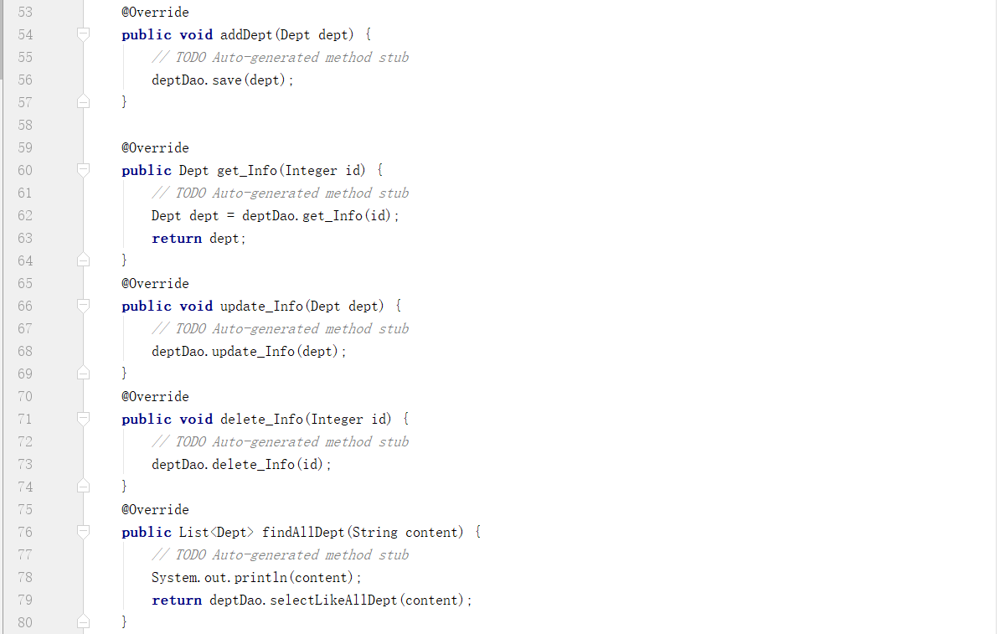 53 @Override
54 public void addDept(Dept dept) {
55 // TODO Auto-generated method stub
56 deptDao.save(dept);
57 }
58
59 @Override
60 public Dept get_Info(Integer id) {
61 // TODO Auto-generated method stub
62 Dept dept = deptDao.get_Info(id);
63 return dept;
64 }
65 @Override
66 public void update_Info(Dept dept) {
67 // TODO Auto-generated method stub
68 deptDao.update_Info(dept);
69 }
70 @Override
71 public void delete_Info(Integer id) {
72 // TODO Auto-generated method stub
73 deptDao.delete_Info(id);
74 }
75 @Override
76 public List<Dept> findAllDept(String content) {
77 // TODO Auto-generated method stub
78 System.out.println(content);
79 return deptDao.selectLikeAllDept(content);
80 }